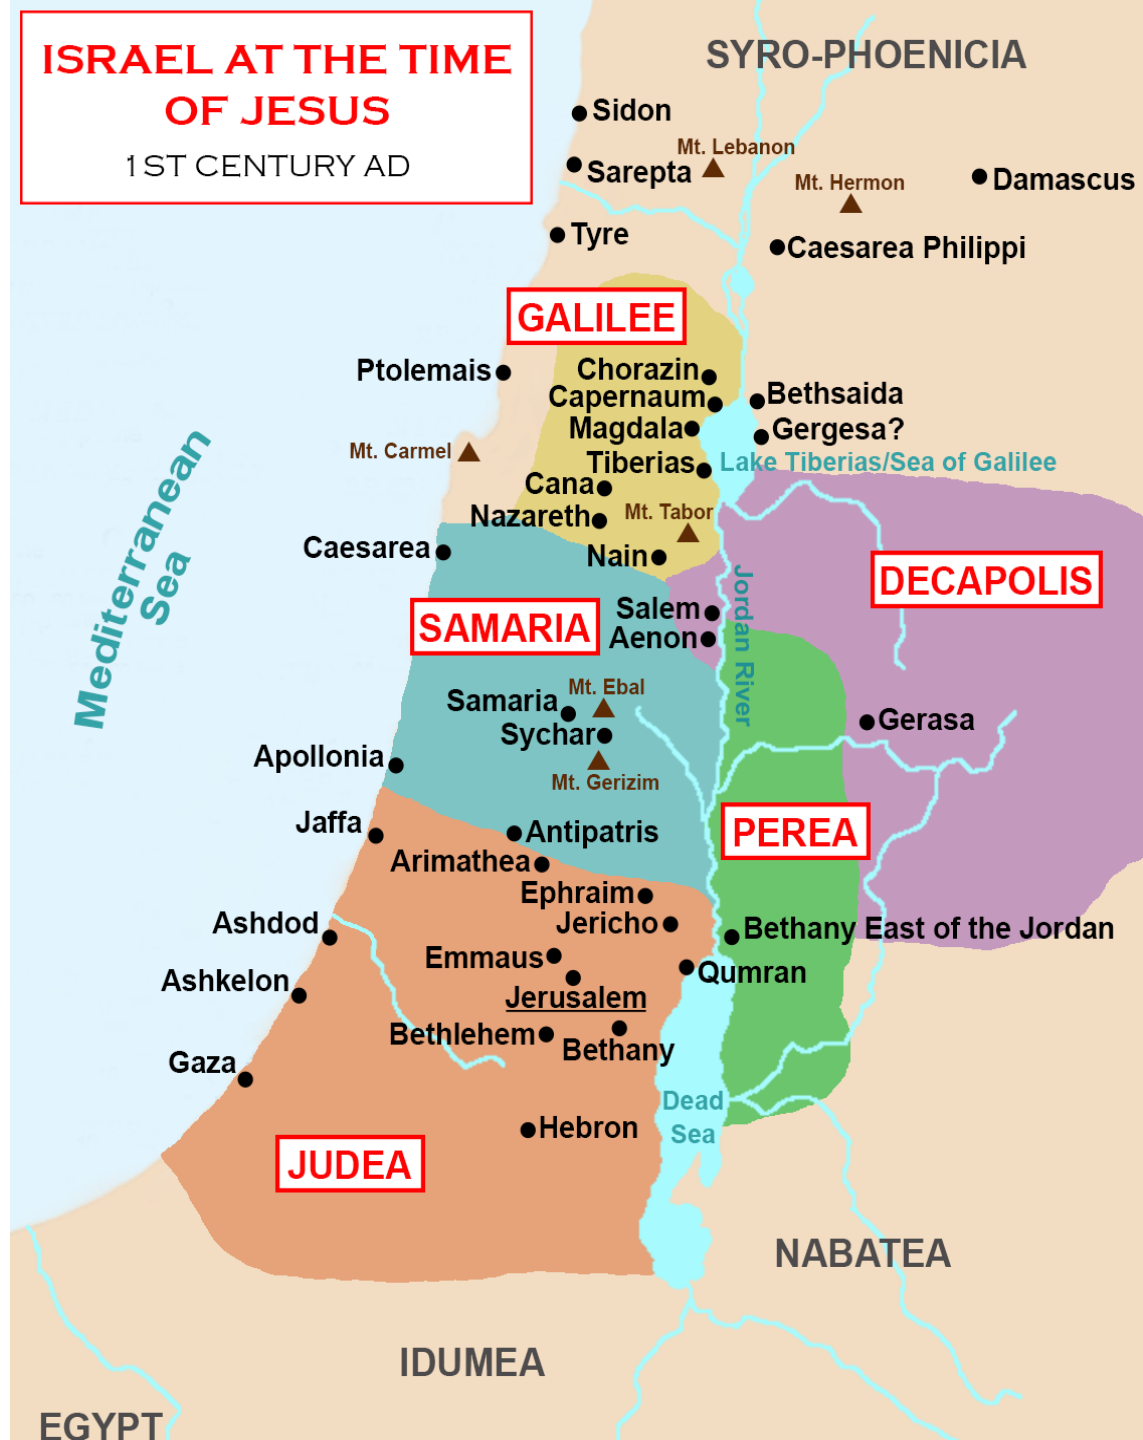 ISRAEL AT THE TIME
OF JESUS
1ST CENTURY AD
SYRO-PHOENICIA
Sidon
Mt. Lebanon
Sarepta
Mt. Hermon
Damascus
Tyre
Caesarea Philippi
GALILEE
Ptolemais
Chorazin
Capernaum
Bethsaida
Magdala
Gergesa?
Mt. Carmel
Tiberias
Lake Tiberias/Sea of Galilee
Cana
Nazareth
Mt. Tabor
Mediterranean
Sea
Caesarea
Nain
DECAPOLIS
Jordan River
SAMARIA
Salem
Aenon
Mt. Ebal
Samaria
Sychar
Gerasa
Apollonia
Mt. Gerizim
Jaffa
Antipatris
PEREA
Arimathea
Ephraim
Jericho
Ashdod
Bethany East of the Jordan
Emmaus
Qumran
Ashkelon
Jerusalem
Bethlehem
Bethany
Gaza
Dead
Sea
Hebron
JUDEA
NABATEA
IDUMEA
EGYPT